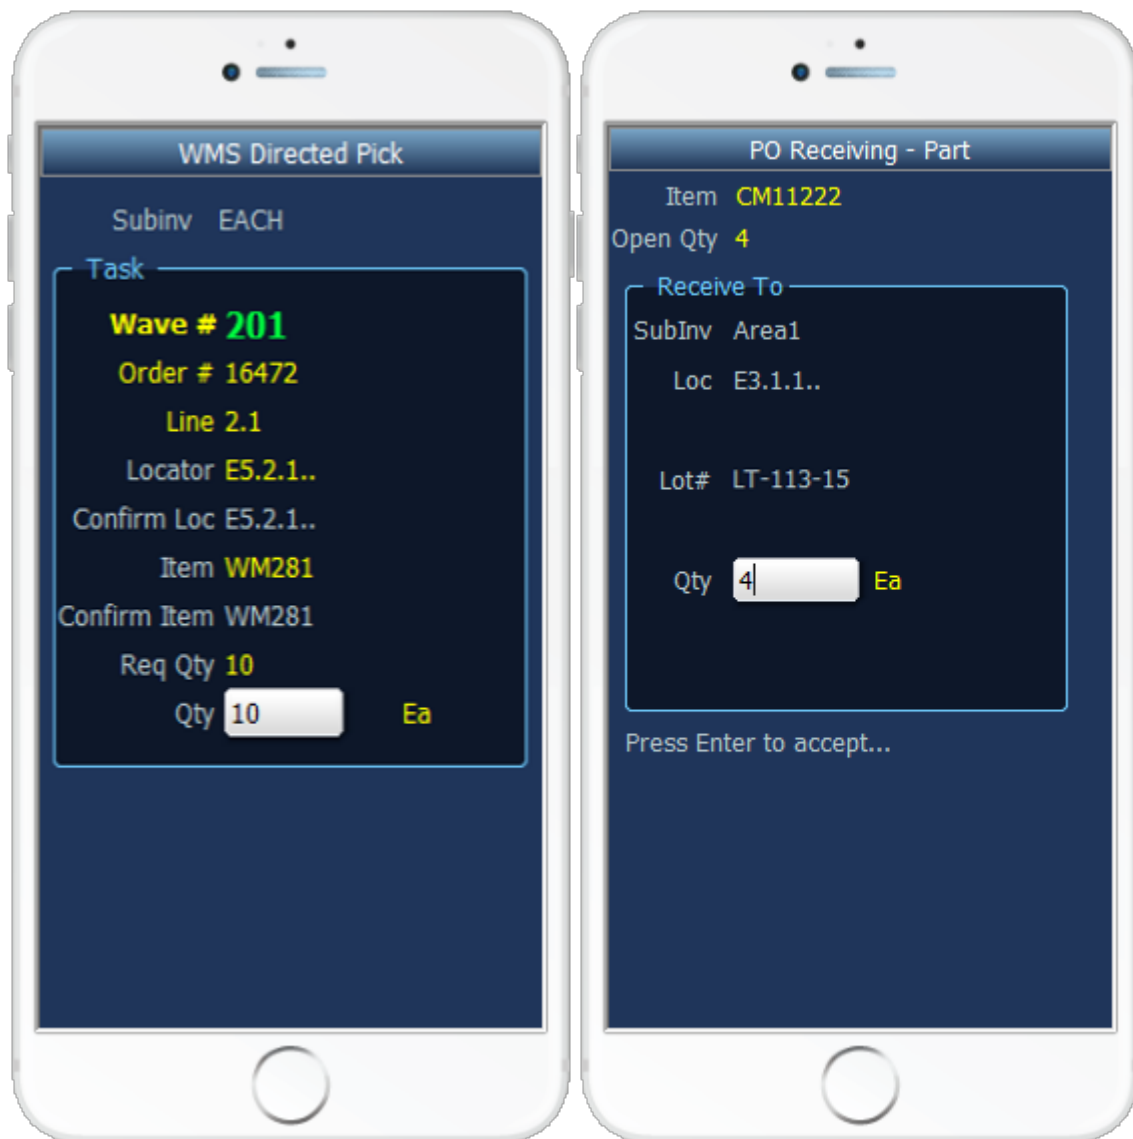 WMS Directed Pick
Subinv EACH
Task
Wave # 201
Order # 16472
Line 2.1
Locator E5.2.1..
Confirm Loc E5.2.1..
Item WM281
Confirm Item WM281
Req Qty 10
Qty 10 Ea
PO Receiving - Part
Item CM11222
Open Qty 4
Receive To
SubInv Area1
Loc E3.1.1..
Lot# LT-113-15
Qty 4 Ea
Press Enter to accept...